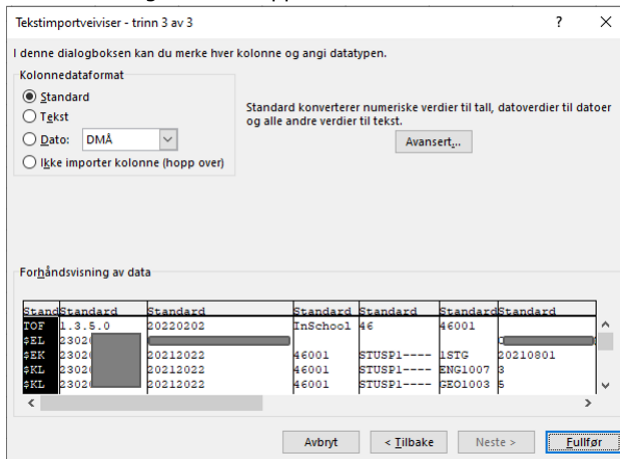 Tekstimportveiviser - trinn 3 av 3
I denne dialogboksen kan du merke hver kolonne og angi datatypen.
Kolonnedataformat
Standard
Tekst
Dato: DMÅ
Ikke importer kolonne (hopp over)
Standard konverterer numeriske verdier til tall, datoverdier til datoer
og alle andre verdier til tekst.
Avansert...
Forhåndsvisning av data
Stand Standard Standard Standard Standard Standard Standard
TOF 1.3.5.0 20220202 InSchool 46 46001
$EL 2302
$EK 2302 20212022 46001 STUSP1---- 1STG 20210801
$KL 2302 20212022 46001 STUSP1---- ENG1007 3
$KL 2302 20212022 46001 STUSP1---- GEO1003 5
Avbryt < Tilbake Neste > Fullfør